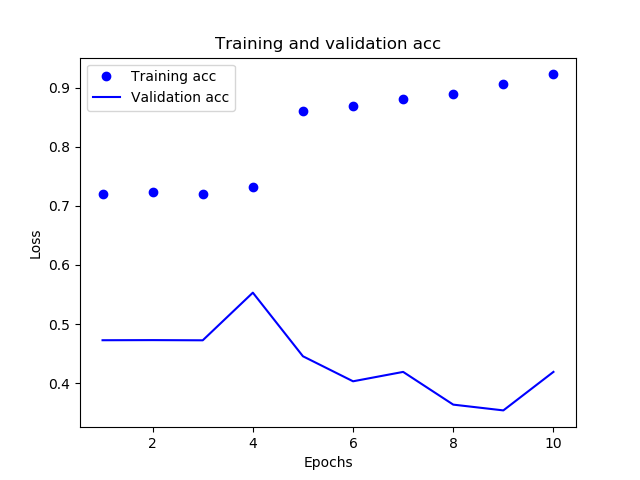 Training and validation acc
Training acc
Validation acc
0.9
0.8
0.7
0.6
0.5
0.4
Loss
2 4 6 8 10
Epochs